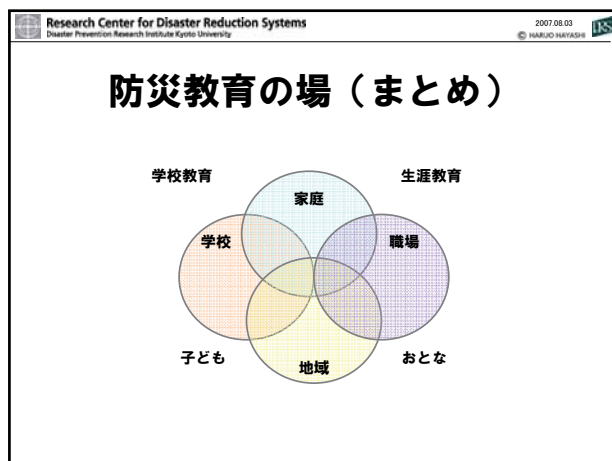 Research Center for Disaster Reduction Systems
Disaster Prevention Research Institute Kyoto University
2007.08.03
© HARUO HAYASHI
防災教育の場（まとめ）
学校教育
生涯教育
家庭
学校
職場
子ども
地域
おとな